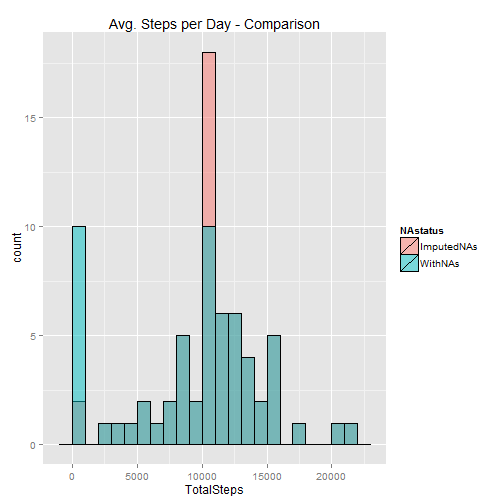 Avg. Steps per Day - Comparison
15
10
5
0
count
0 5000 10000 15000 20000
TotalSteps
NAstatus
ImputedNAs
WithNAs